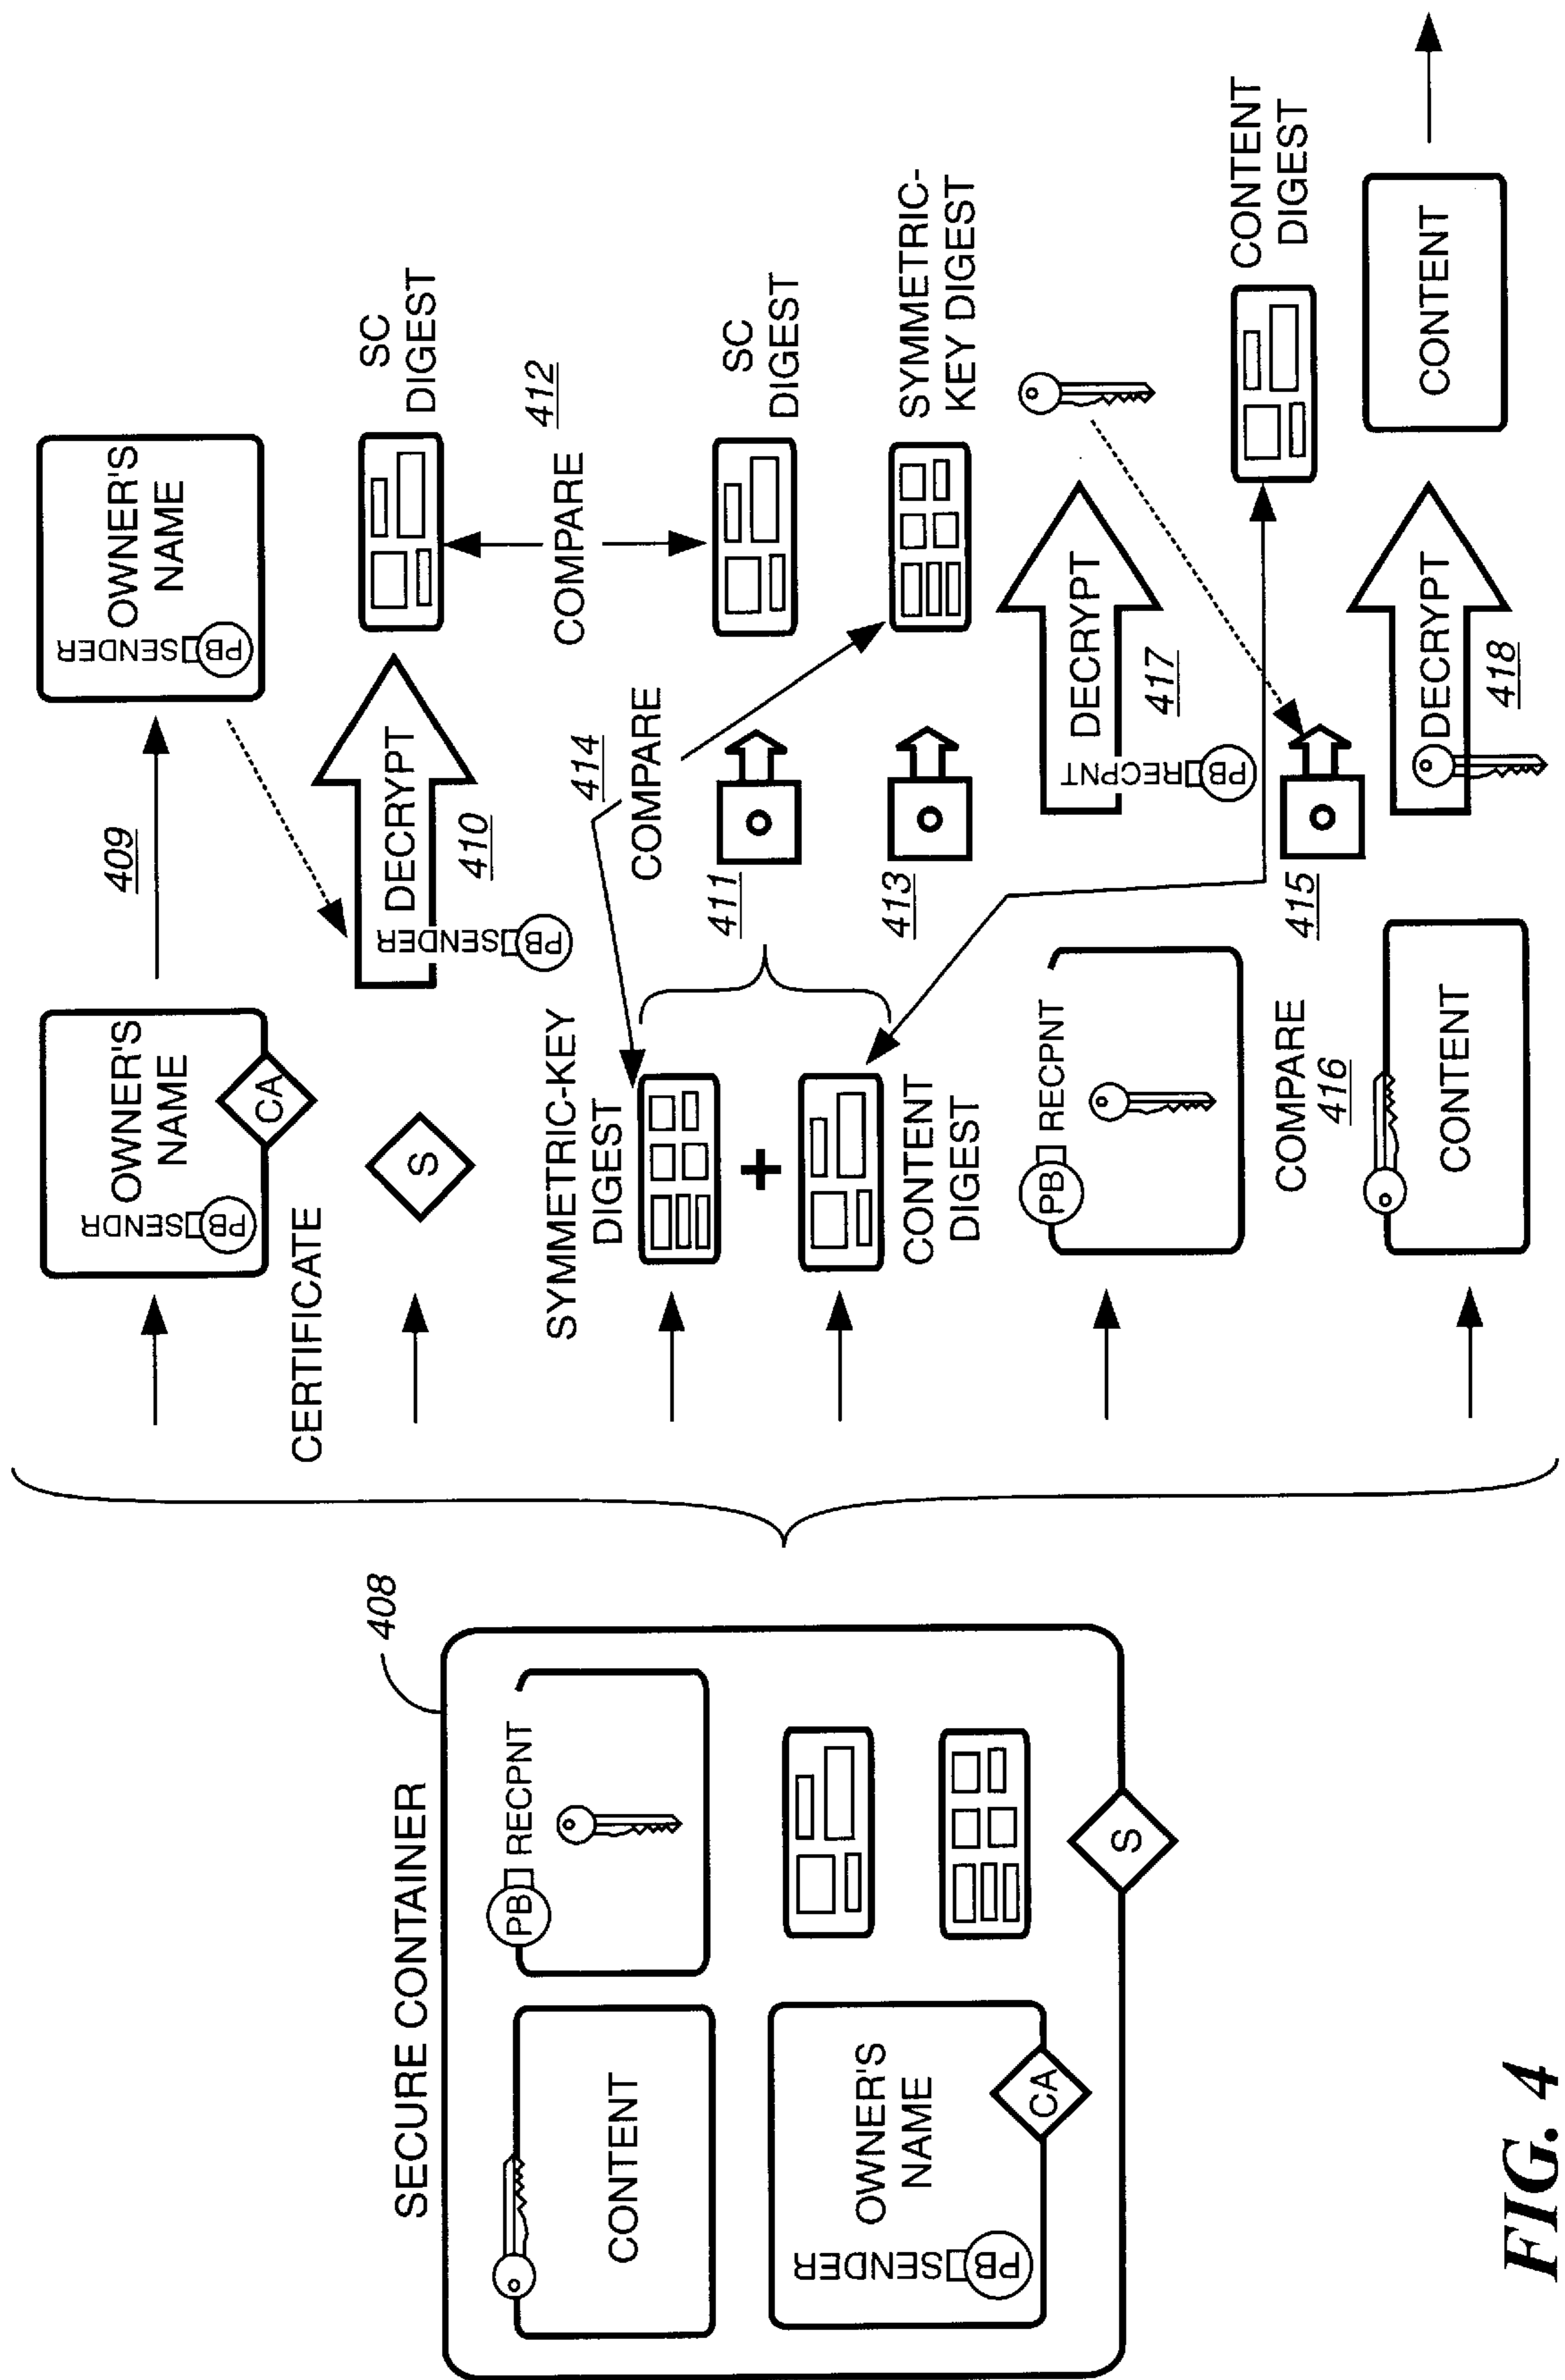 SECURE CONTAINER
408
CONTENT
PB RECPNT
PB SENDER
OWNER'S
NAME
CA
S
PB SENDR
OWNER'S
NAME
CA
CERTIFICATE
409
PB SENDER
OWNER'S
NAME
S
PB SENDER
DECRYPT
410
SC
DIGEST
COMPARE
412
SYMMETRIC-KEY
DIGEST
+
CONTENT
DIGEST
414
COMPARE
411
SC
DIGEST
413
SYMMETRIC-
KEY DIGEST
PB RECPNT
PB RECPNT
DECRYPT
417
COMPARE
416
415
CONTENT
DIGEST
CONTENT
DECRYPT
418
CONTENT
FIG. 4